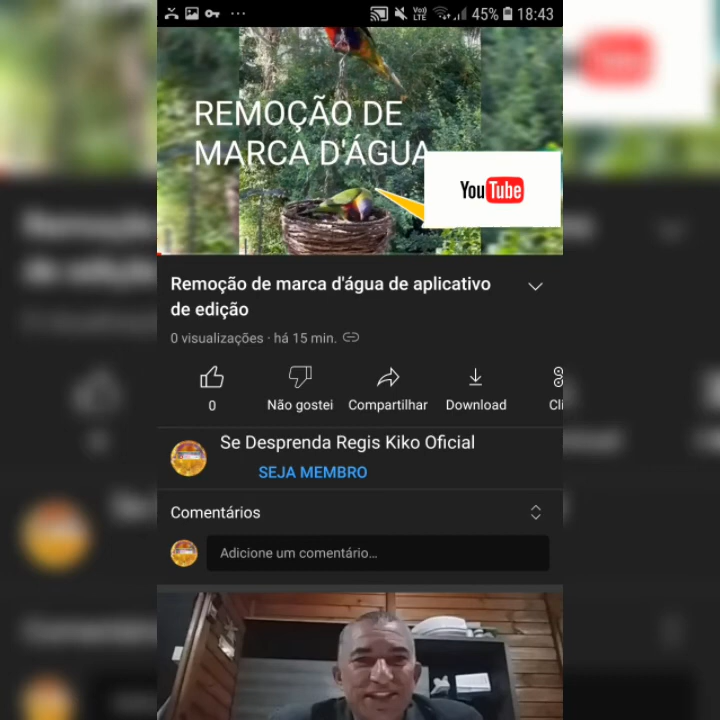 45% 18:43
REMOÇÃO DE
MARCA D'ÁGUA
YouTube
Remoção de marca d'água de aplicativo
de edição
0 visualizações · há 15 min.
0
Não gostei
Compartilhar
Download
Cli
Se Desprenda Regis Kiko Oficial
SEJA MEMBRO
Comentários
Adicione um comentário...